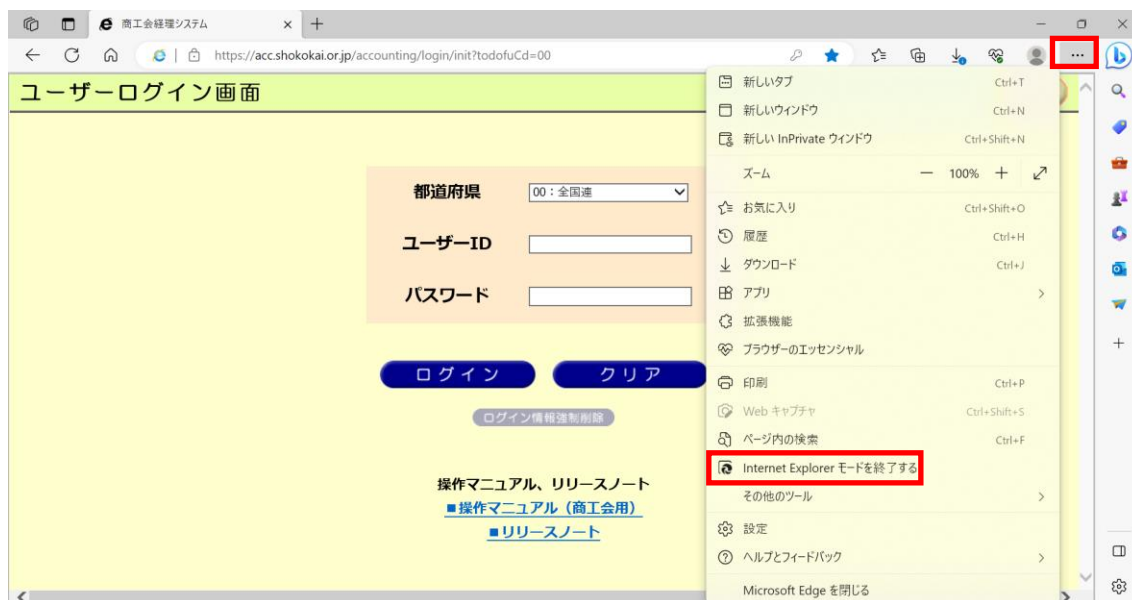 商工会経理システム
https://acc.shokokai.or.jp/accounting/login/init?todofuCd=00
ユーザーログイン画面
都道府県
00：全国連
ユーザーID
パスワード
ログイン
クリア
ログイン情報強制削除
操作マニュアル、リリースノート
■操作マニュアル（商工会用）
■リリースノート
新しいタブ Ctrl+T
新しいウィンドウ Ctrl+N
新しい InPrivate ウィンドウ Ctrl+Shift+N
ズーム — 100% +
お気に入り Ctrl+Shift+O
履歴 Ctrl+H
ダウンロード Ctrl+J
アプリ
拡張機能
ブラウザーのエッセンシャル
印刷 Ctrl+P
Web キャプチャ Ctrl+Shift+S
ページ内の検索 Ctrl+F
Internet Explorer モードを終了する
その他のツール
設定
ヘルプとフィードバック
Microsoft Edge を閉じる